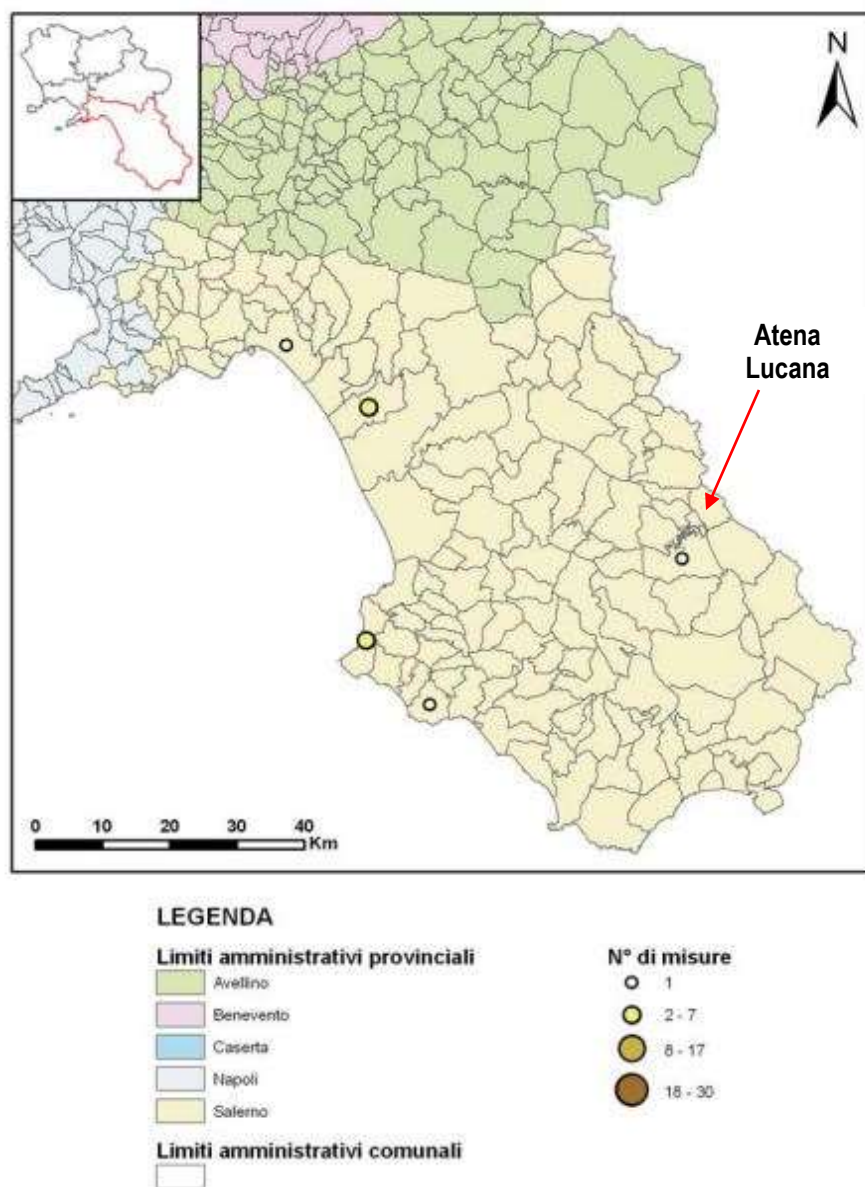 N
Atena
Lucana
0 10 20 30 40
Km
LEGENDA
Limiti amministrativi provinciali
Avellino
Benevento
Caserta
Napoli
Salerno
Limiti amministrativi comunali
N° di misure
1
2 - 7
8 - 17
18 - 30